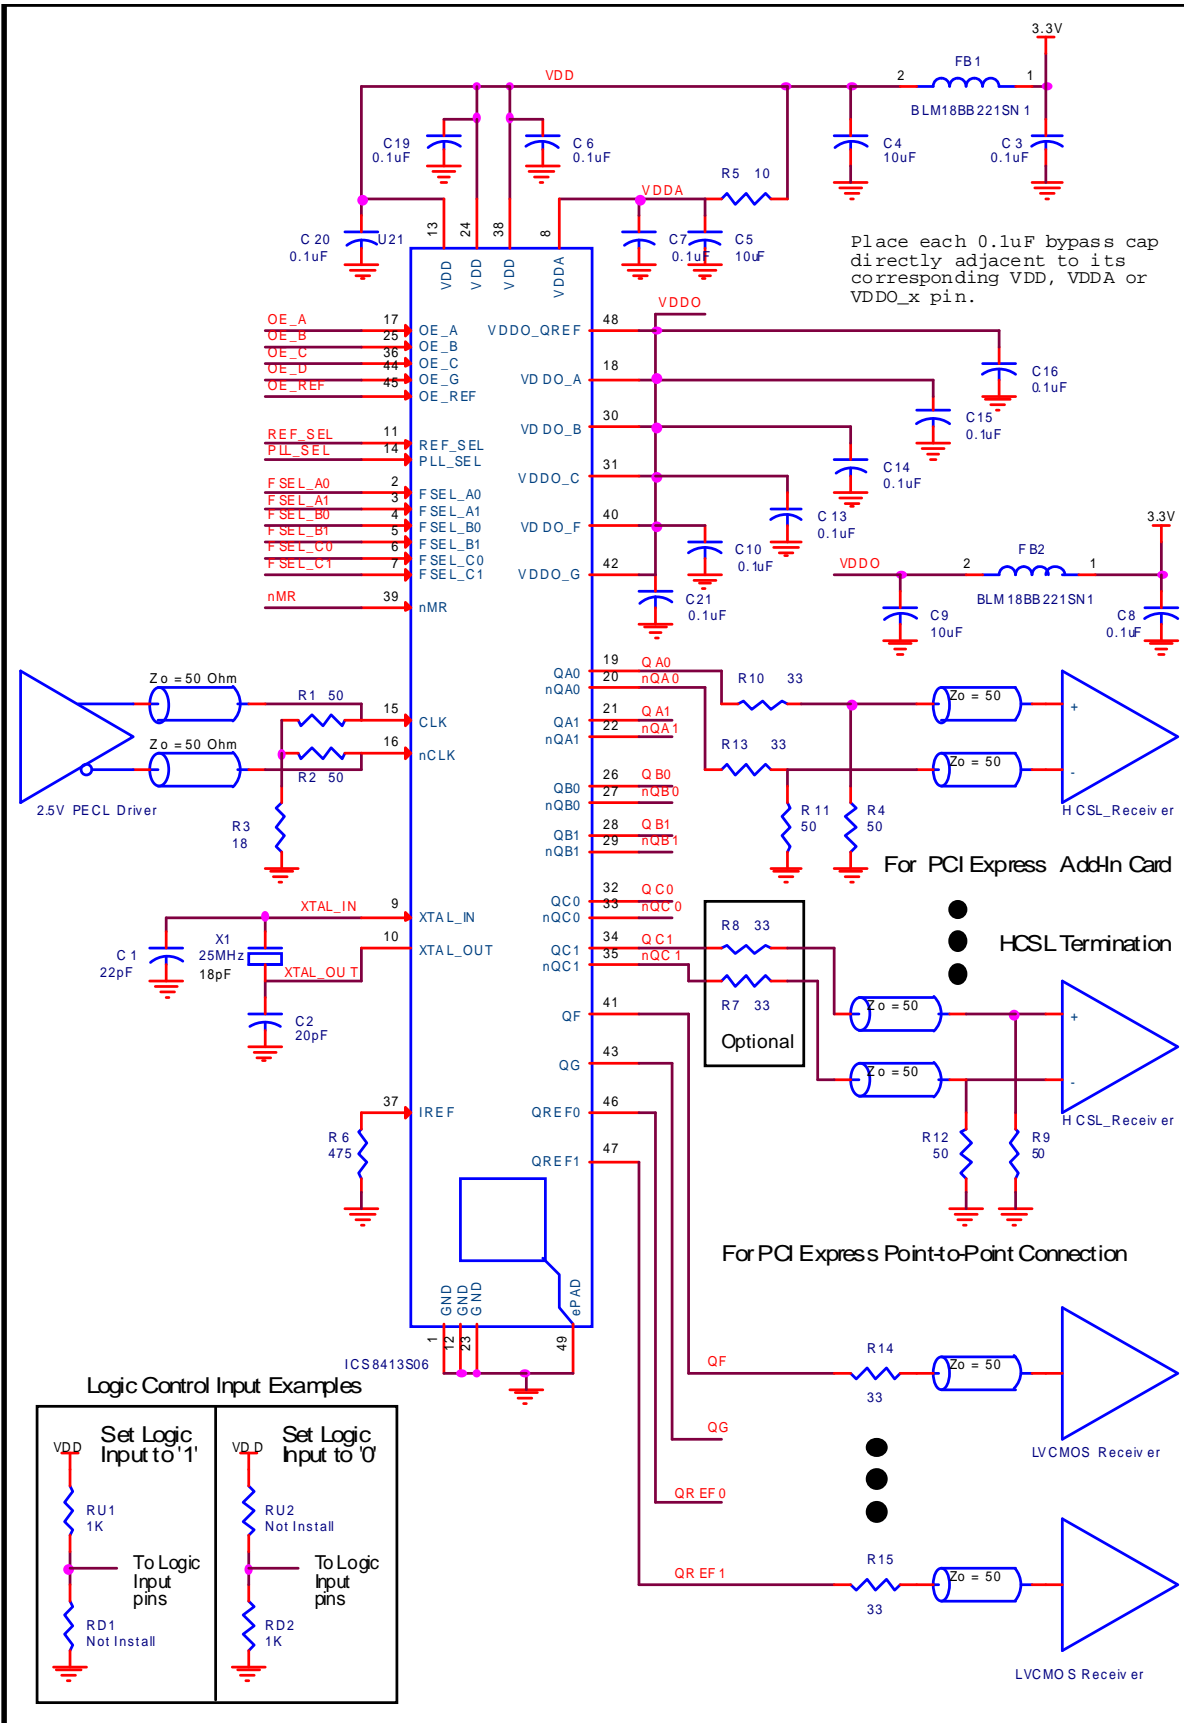 3.3V
FB1
VDD
2
1
BLM18BB221SN1
C19
0.1uF
C6
0.1uF
C4
10uF
C3
0.1uF
R5 10
VDDA
C20
0.1uF
U21
13
24
38
8
C7
0.1uF
C5
10uF
Place each 0.1uF bypass cap
directly adjacent to its
corresponding VDD, VDDA or
VDDO_x pin.
VDD
VDD
VDD
VDDA
VDDO
OE_A
17
OE_A
OE_B
25
OE_B
OE_C
36
OE_C
OE_D
44
OE_G
OE_REF
45
OE_REF
VDDO_QREF
48
VDDO_A
18
VDDO_B
30
VDDO_C
31
VDDO_F
40
VDDO_G
42
C16
0.1uF
C15
0.1uF
C14
0.1uF
C13
0.1uF
C10
0.1uF
C21
0.1uF
REF_SEL
11
REF_SEL
PLL_SEL
14
PLL_SEL
FSEL_A0
2
FSEL_A0
FSEL_A1
3
FSEL_A1
FSEL_B0
4
FSEL_B0
FSEL_B1
5
FSEL_B1
FSEL_C0
6
FSEL_C0
FSEL_C1
7
FSEL_C1
nMR
39
nMR
3.3V
VDDO
2
FB2
1
BLM18BB221SN1
C9
10uF
C8
0.1uF
Zo = 50 Ohm
R1 50
15
CLK
Zo = 50 Ohm
16
nCLK
R2 50
2.5V PECL Driver
R3
18
QA0
19
QA0
nQA0
20
nQA0
QA1
21
QA1
nQA1
22
nQA1
QB0
26
QB0
nQB0
27
nQB0
QB1
28
QB1
nQB1
29
nQB1
QC0
32
QC0
nQC0
33
nQC0
QC1
34
QC1
nQC1
35
nQC1
QF
41
QG
43
QREF0
46
QREF1
47
R10 33
Zo = 50
+
R13 33
Zo = 50
-
R11
50
R4
50
HCSL_Receiver
For PCI Express Add-In Card
HCSL Termination
XTAL_IN
9
XTAL_IN
10
XTAL_OUT
C1
22pF
X1
25MHz
18pF
XTAL_OUT
C2
20pF
R8 33
R7 33
Optional
Zo = 50
+
Zo = 50
-
HCSL_Receiver
R12
50
R9
50
37
IREF
R6
475
For PCI Express Point-to-Point Connection
GND
GND
GND
ePAD
1
12
23
49
ICS8413S06
QF
R14
33
Zo = 50
LVCMOS Receiver
QG
QREF0
QREF1
R15
33
Zo = 50
LVCMOS Receiver
Logic Control Input Examples
Set Logic
Input to '1'
VDD
RU1
1K
To Logic
Input
pins
RD1
Not Install
Set Logic
Input to '0'
VDD
RU2
Not Install
To Logic
Input
pins
RD2
1K